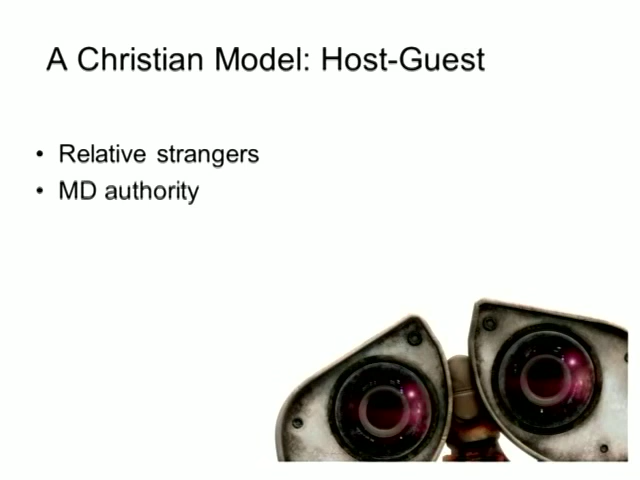 A Christian Model: Host-Guest
• Relative strangers
• MD authority